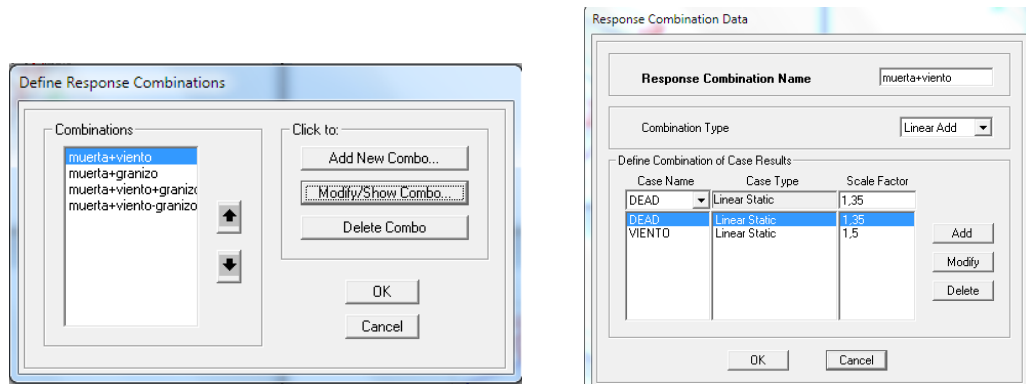 Define Response Combinations
Combinations
muerta+viento
muerta+granizo
muerta+viento+granizo
muerta+viento-granizo
Click to:
Add New Combo...
Modify/Show Combo...
Delete Combo
OK
Cancel
Response Combination Data
Response Combination Name
muerta+viento
Combination Type
Linear Add
Define Combination of Case Results
Case Name Case Type Scale Factor
DEAD Linear Static 1,35
DEAD Linear Static 1,35
VIENTO Linear Static 1,5
Add
Modify
Delete
OK
Cancel